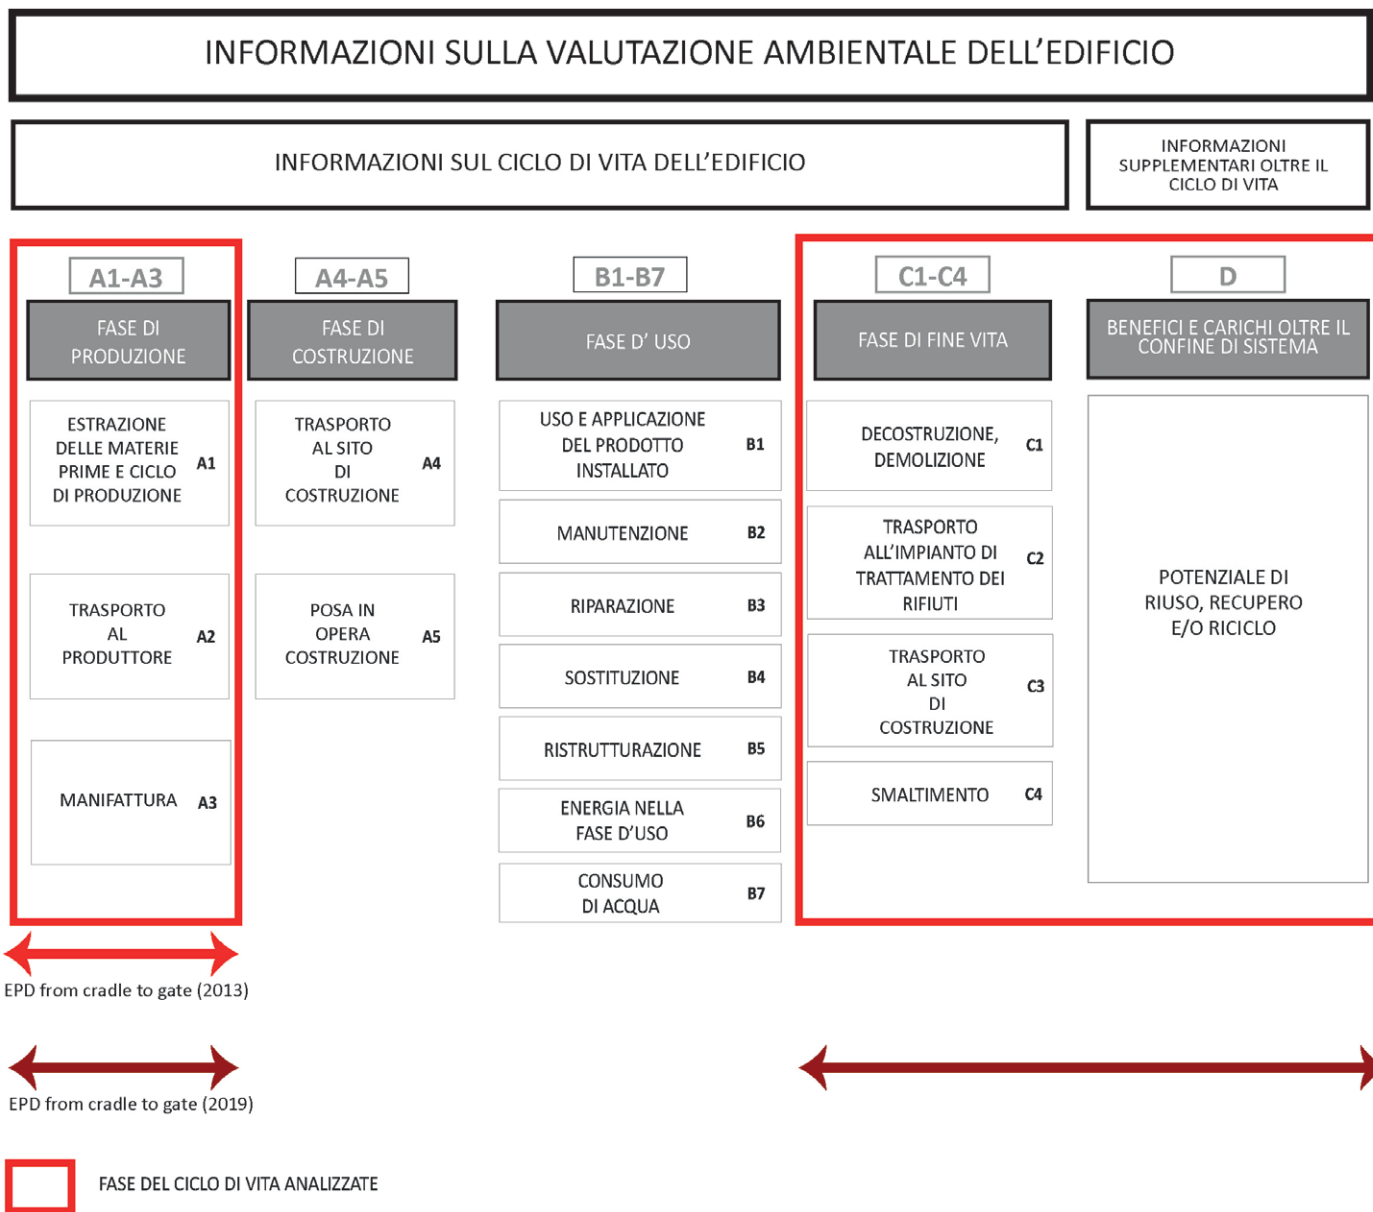 INFORMAZIONI SULLA VALUTAZIONE AMBIENTALE DELL'EDIFICIO
INFORMAZIONI SUL CICLO DI VITA DELL'EDIFICIO
INFORMAZIONI
SUPPLEMENTARI OLTRE IL
CICLO DI VITA
A1-A3
FASE DI
PRODUZIONE
ESTRAZIONE
DELLE MATERIE
PRIME E CICLO
DI PRODUZIONE
A1
TRASPORTO
AL
PRODUTTORE
A2
MANIFATTURA
A3
A4-A5
FASE DI
COSTRUZIONE
TRASPORTO
AL SITO
DI
COSTRUZIONE
A4
POSA IN
OPERA
COSTRUZIONE
A5
B1-B7
FASE D' USO
USO E APPLICAZIONE
DEL PRODOTTO
INSTALLATO
B1
MANUTENZIONE
B2
RIPARAZIONE
B3
SOSTITUZIONE
B4
RISTRUTTURAZIONE
B5
ENERGIA NELLA
FASE D'USO
B6
CONSUMO
DI ACQUA
B7
C1-C4
FASE DI FINE VITA
DECOSTRUZIONE,
DEMOLIZIONE
C1
TRASPORTO
ALL'IMPIANTO DI
TRATTAMENTO DEI
RIFIUTI
C2
TRASPORTO
AL SITO
DI
COSTRUZIONE
C3
SMALTIMENTO
C4
D
BENEFICI E CARICHI OLTRE IL
CONFINE DI SISTEMA
POTENZIALE DI
RIUSO, RECUPERO
E/O RICICLO
EPD from cradle to gate (2013)
EPD from cradle to gate (2019)
FASE DEL CICLO DI VITA ANALIZZATE